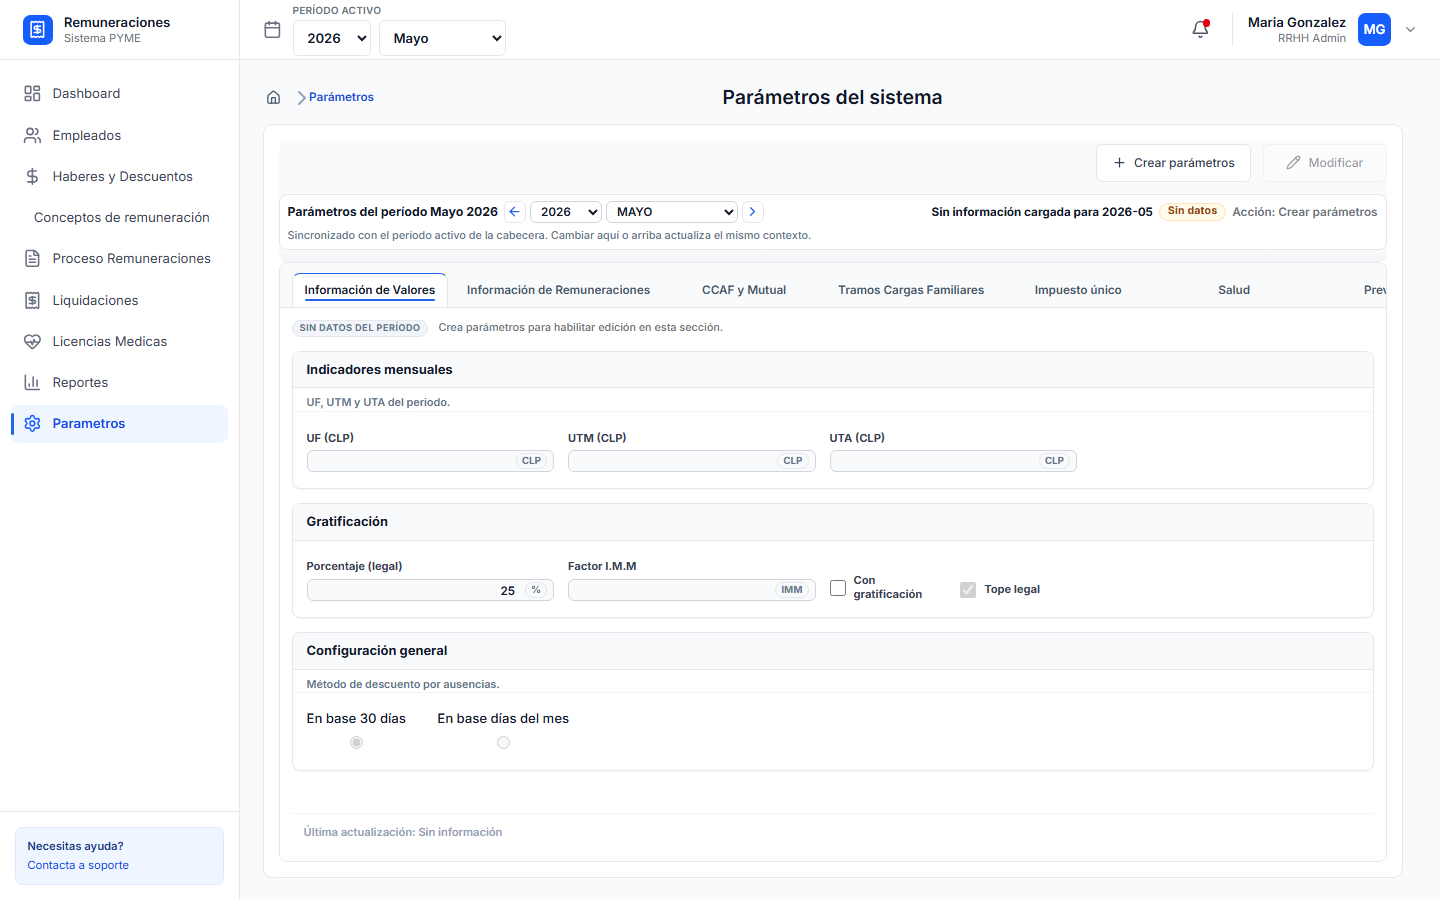 Remuneraciones
Sistema PYME
PERÍODO ACTIVO
2026
Mayo
Maria Gonzalez
RRHH Admin
MG
Dashboard
Empleados
Haberes y Descuentos
Conceptos de remuneración
Proceso Remuneraciones
Liquidaciones
Licencias Medicas
Reportes
Parametros
Necesitas ayuda?
Contacta a soporte
Parámetros
Parámetros del sistema
Crear parámetros
Modificar
Parámetros del período Mayo 2026
2026
MAYO
Sin información cargada para 2026-05
Sin datos
Acción: Crear parámetros
Sincronizado con el período activo de la cabecera. Cambiar aquí o arriba actualiza el mismo contexto.
Información de Valores
Información de Remuneraciones
CCAF y Mutual
Tramos Cargas Familiares
Impuesto único
Salud
Prev
SIN DATOS DEL PERÍODO
Crea parámetros para habilitar edición en esta sección.
Indicadores mensuales
UF, UTM y UTA del periodo.
UF (CLP)
UTM (CLP)
UTA (CLP)
CLP
CLP
CLP
Gratificación
Porcentaje (legal)
Factor I.M.M
25
%
IMM
Con
gratificación
Tope legal
Configuración general
Método de descuento por ausencias.
En base 30 días
En base días del mes
Última actualización: Sin información